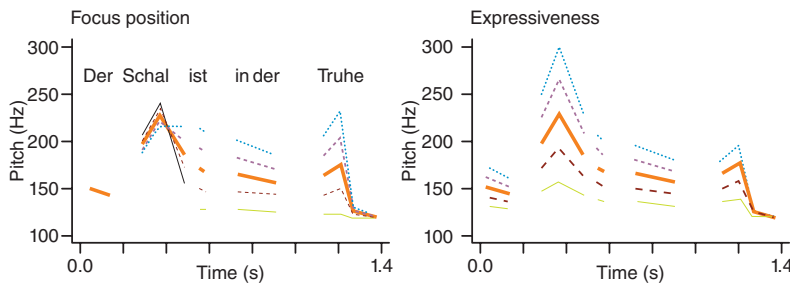 Focus position
300
250
200
150
100
Pitch (Hz)
Der Schal ist in der Truhe
0.0 1.4
Time (s)
Expressiveness
300
250
200
150
100
Pitch (Hz)
0.0 1.4
Time (s)